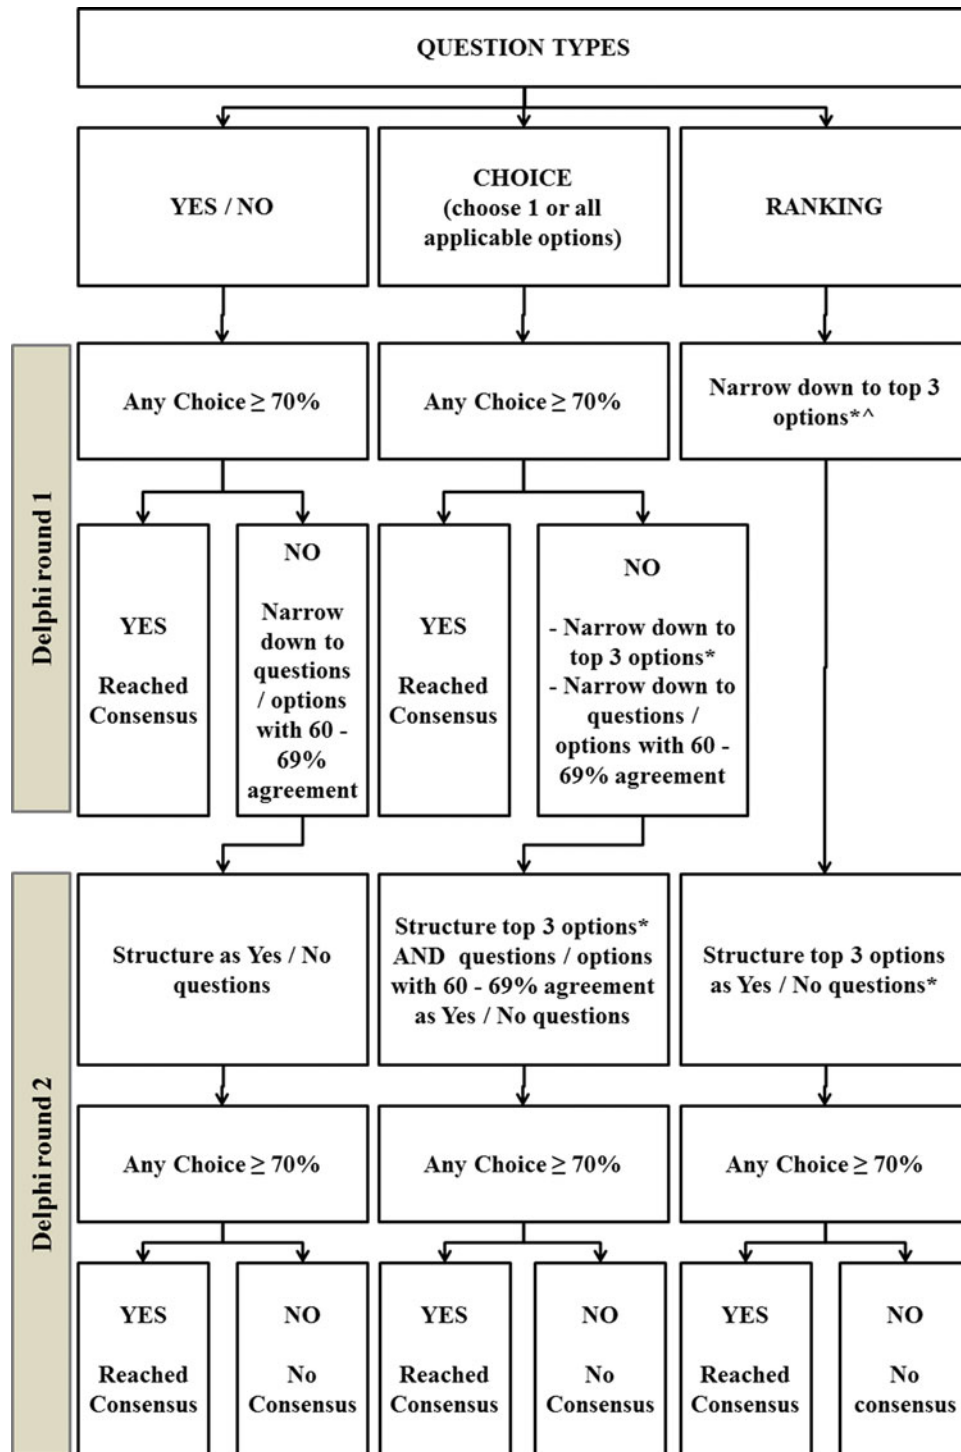 QUESTION TYPES
YES / NO
CHOICE
(choose 1 or all
applicable options)
RANKING
Delphi round 1
Any Choice ≥ 70%
Any Choice ≥ 70%
Narrow down to top 3
options*^
YES
Reached
Consensus
NO
Narrow
down to
questions
/ options
with 60 -
69%
agreement
YES
Reached
Consensus
NO
- Narrow down to
top 3 options*
- Narrow down to
questions /
options with 60 -
69% agreement
Delphi round 2
Structure as Yes / No
questions
Structure top 3 options*
AND questions / options
with 60 - 69% agreement
as Yes / No questions
Structure top 3 options
as Yes / No questions*
Any Choice ≥ 70%
Any Choice ≥ 70%
Any Choice ≥ 70%
YES
Reached
Consensus
NO
No
Consensus
YES
Reached
Consensus
NO
No
Consensus
YES
Reached
Consensus
NO
No
consensus